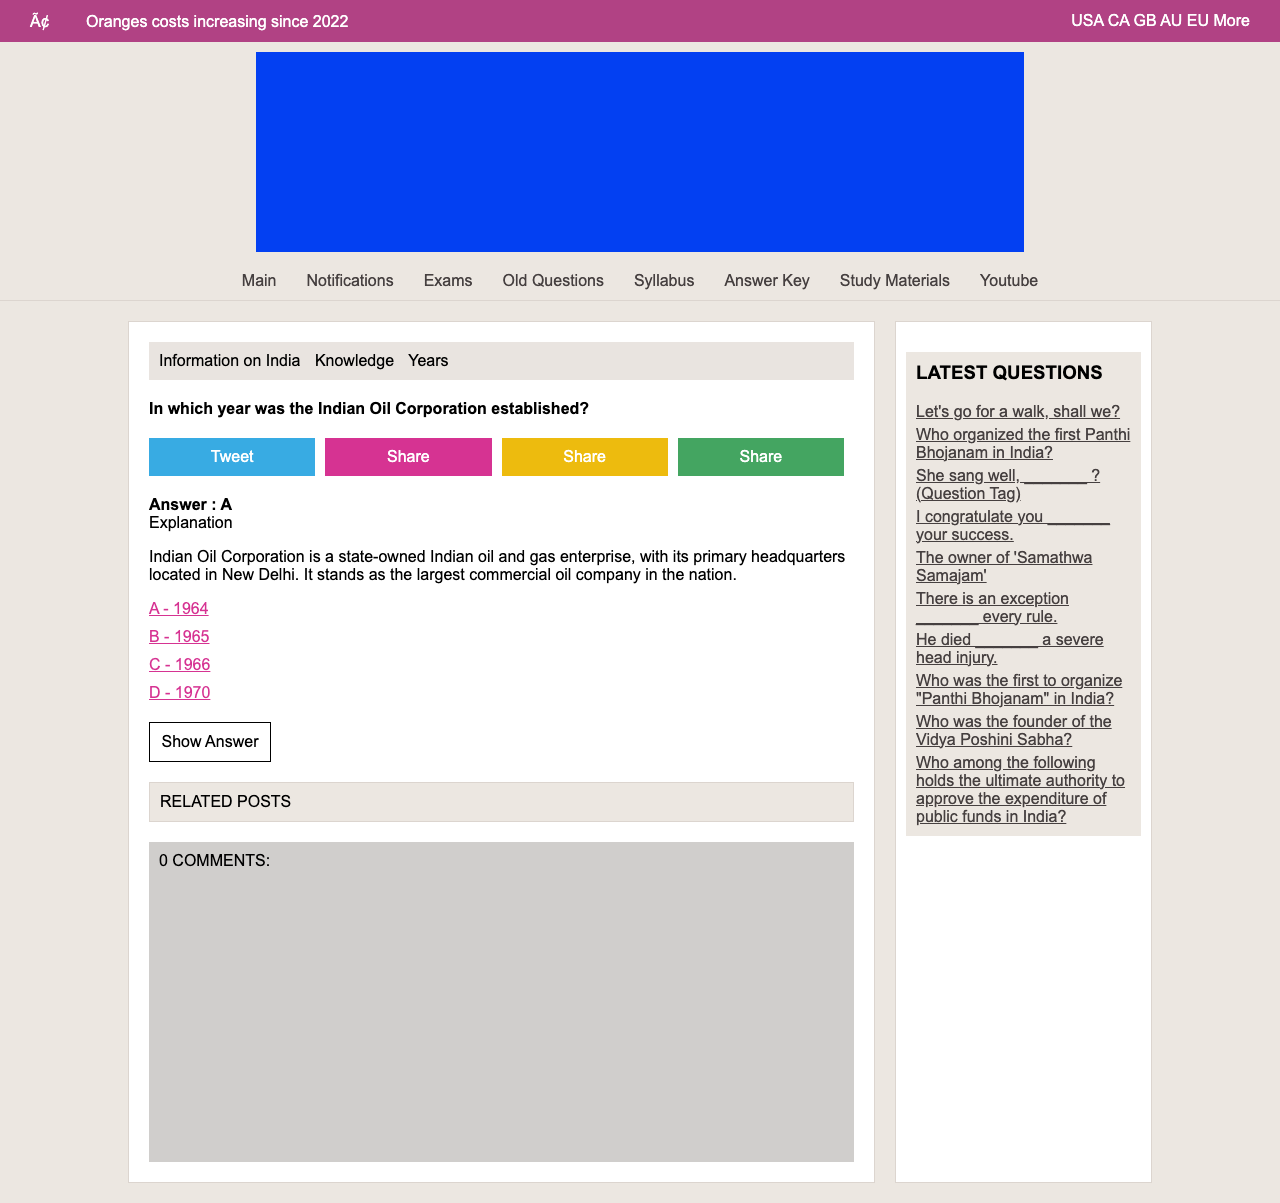 Ã¢ Oranges costs increasing since 2022 USA CA GB AU EU More
Main Notifications Exams Old Questions Syllabus Answer Key Study Materials Youtube
Information on India Knowledge Years
In which year was the Indian Oil Corporation established?
Tweet Share Share Share
Answer : A
Explanation
Indian Oil Corporation is a state-owned Indian oil and gas enterprise, with its primary headquarters
located in New Delhi. It stands as the largest commercial oil company in the nation.
A - 1964
B - 1965
C - 1966
D - 1970
Show Answer
RELATED POSTS
0 COMMENTS:
LATEST QUESTIONS
Let's go for a walk, shall we?
Who organized the first Panthi
Bhojanam in India?
She sang well, _______ ?
(Question Tag)
I congratulate you _______
your success.
The owner of 'Samathwa
Samajam'
There is an exception
_______ every rule.
He died _______ a severe
head injury.
Who was the first to organize
"Panthi Bhojanam" in India?
Who was the founder of the
Vidya Poshini Sabha?
Who among the following
holds the ultimate authority to
approve the expenditure of
public funds in India?